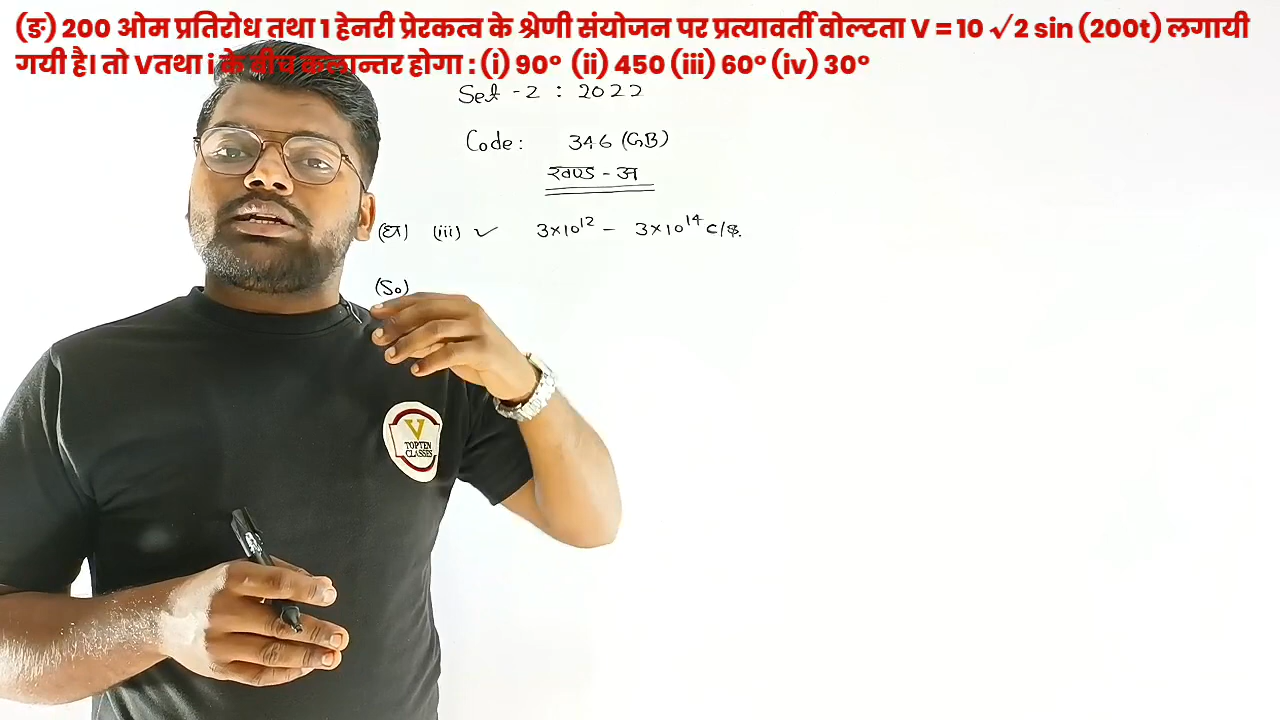 (ङ) 200 ओम प्रतिरोध तथा 1 हेनरी प्रेरकत्व के श्रेणी संयोजन पर प्रत्यावर्ती वोल्टता V = 10 √2 sin (200t) लगायी
गयी है। तो Vतथा i के बीच कलान्तर होगा : (i) 90° (ii) 450 (iii) 60° (iv) 30°
Set - 2 : 2022
Code: 346 (GB)
खण्ड - अ
(घ) (iii) ✓ 3×10¹² – 3×10¹⁴ c/s.
V
TOPTEN
CLASSES